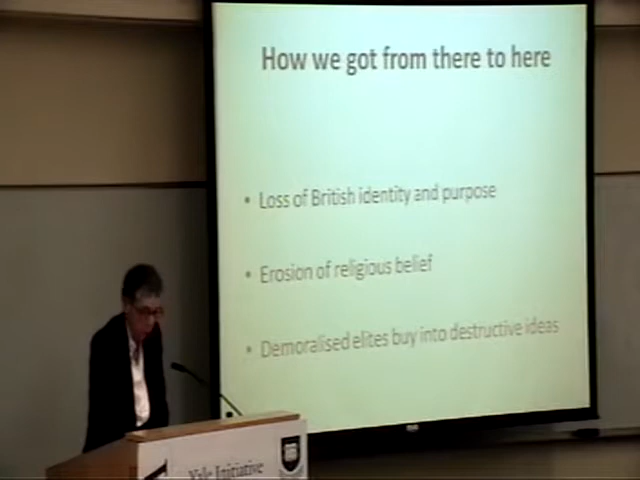 How we got from there to here
• Loss of British identity and purpose
• Erosion of religious belief
• Demoralised elites buy into destructive ideas
Yale Initiative